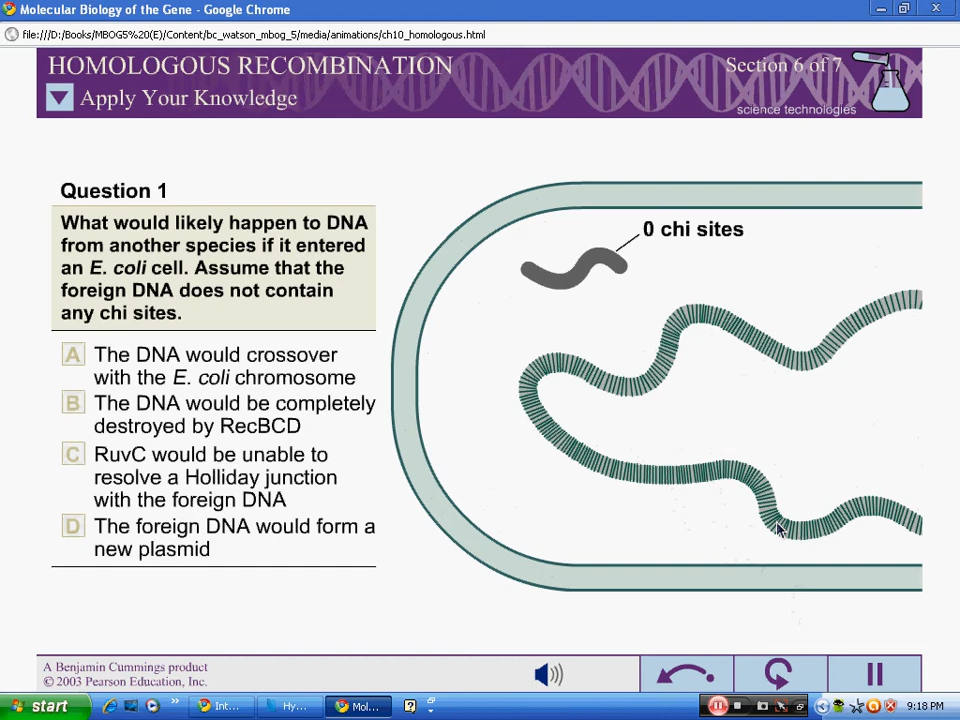 Molecular Biology of the Gene - Google Chrome
file:///D:/Books/MBOG5%20(E)/Content/bc_watson_mbog_5/media/animations/ch10_homologous.html
HOMOLOGOUS RECOMBINATION
Section 6 of 7
Apply Your Knowledge
science technologies
Question 1
What would likely happen to DNA
from another species if it entered
an E. coli cell. Assume that the
foreign DNA does not contain
any chi sites.
0 chi sites
A The DNA would crossover
with the E. coli chromosome
B The DNA would be completely
destroyed by RecBCD
C RuvC would be unable to
resolve a Holliday junction
with the foreign DNA
D The foreign DNA would form a
new plasmid
A Benjamin Cummings product
© 2003 Pearson Education, Inc.
start
»
Int...
Hy...
Mol...
9:18 PM